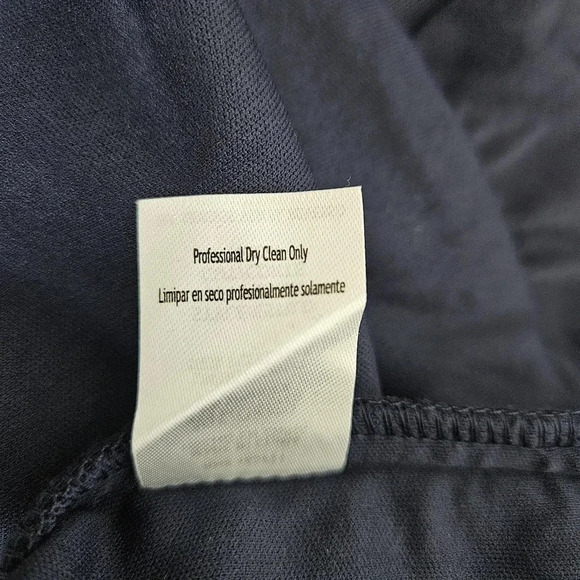 Professional Dry Clean Only
Limipar en seco profesionalmente solamente